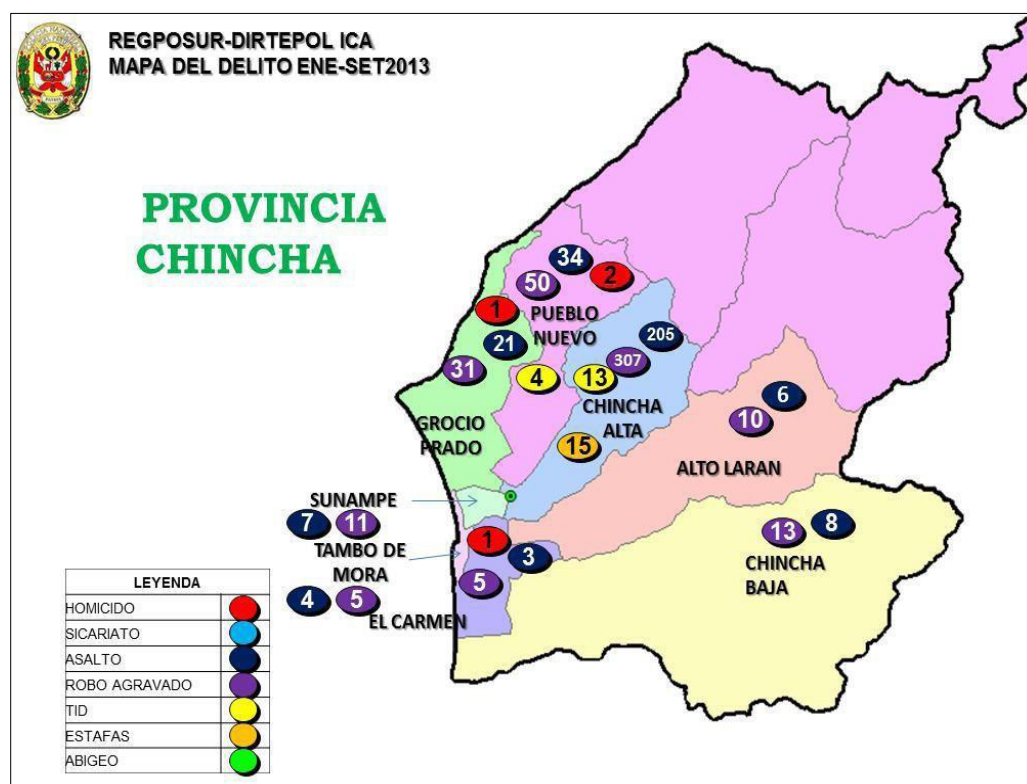 REGPOSUR-DIRTEPOL ICA
MAPA DEL DELITO ENE-SET2013
PROVINCIA
CHINCHA
34
2
50
PUEBLO
NUEVO
1
21
205
31
307
4
13
CHINCHA
ALTA
6
10
GROCIO
PRADO
15
ALTO LARAN
SUNAMPE
7
11
1
3
13
8
TAMBO DE
MORA
CHINCHA
BAJA
5
4
5
EL CARMEN
LEYENDA
HOMICIDO
SICARIATO
ASALTO
ROBO AGRAVADO
TID
ESTAFAS
ABIGEO